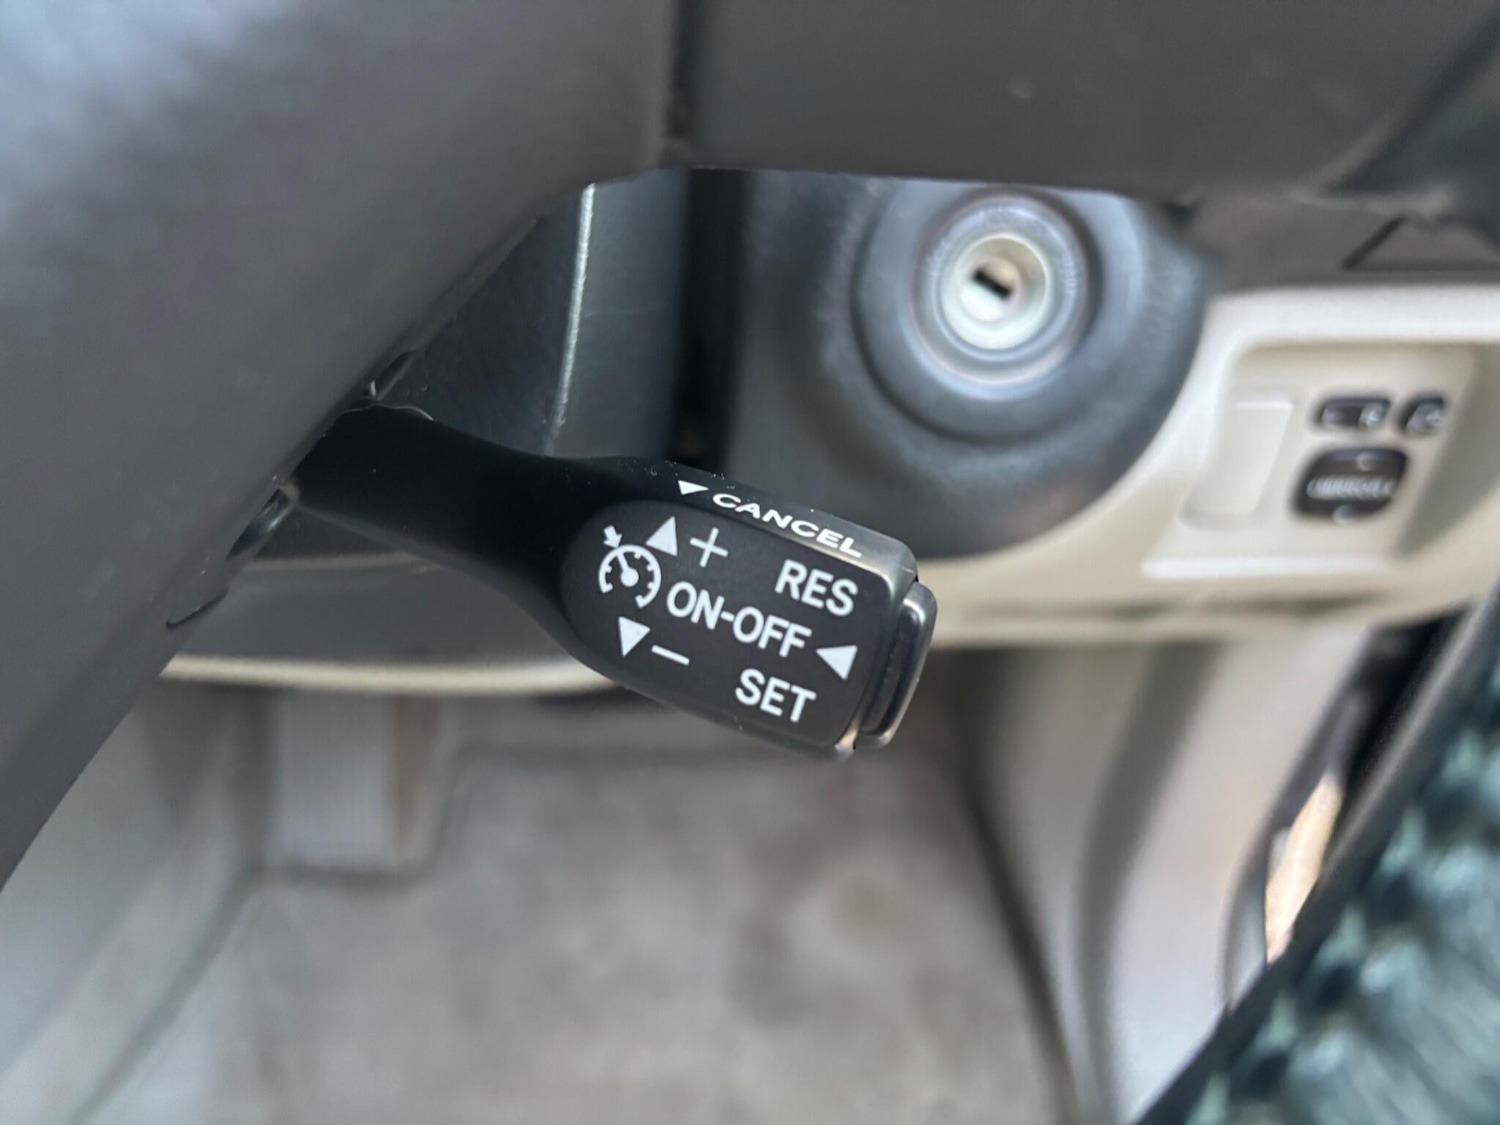 CANCEL
+ RES
ON-OFF
− SET
L R